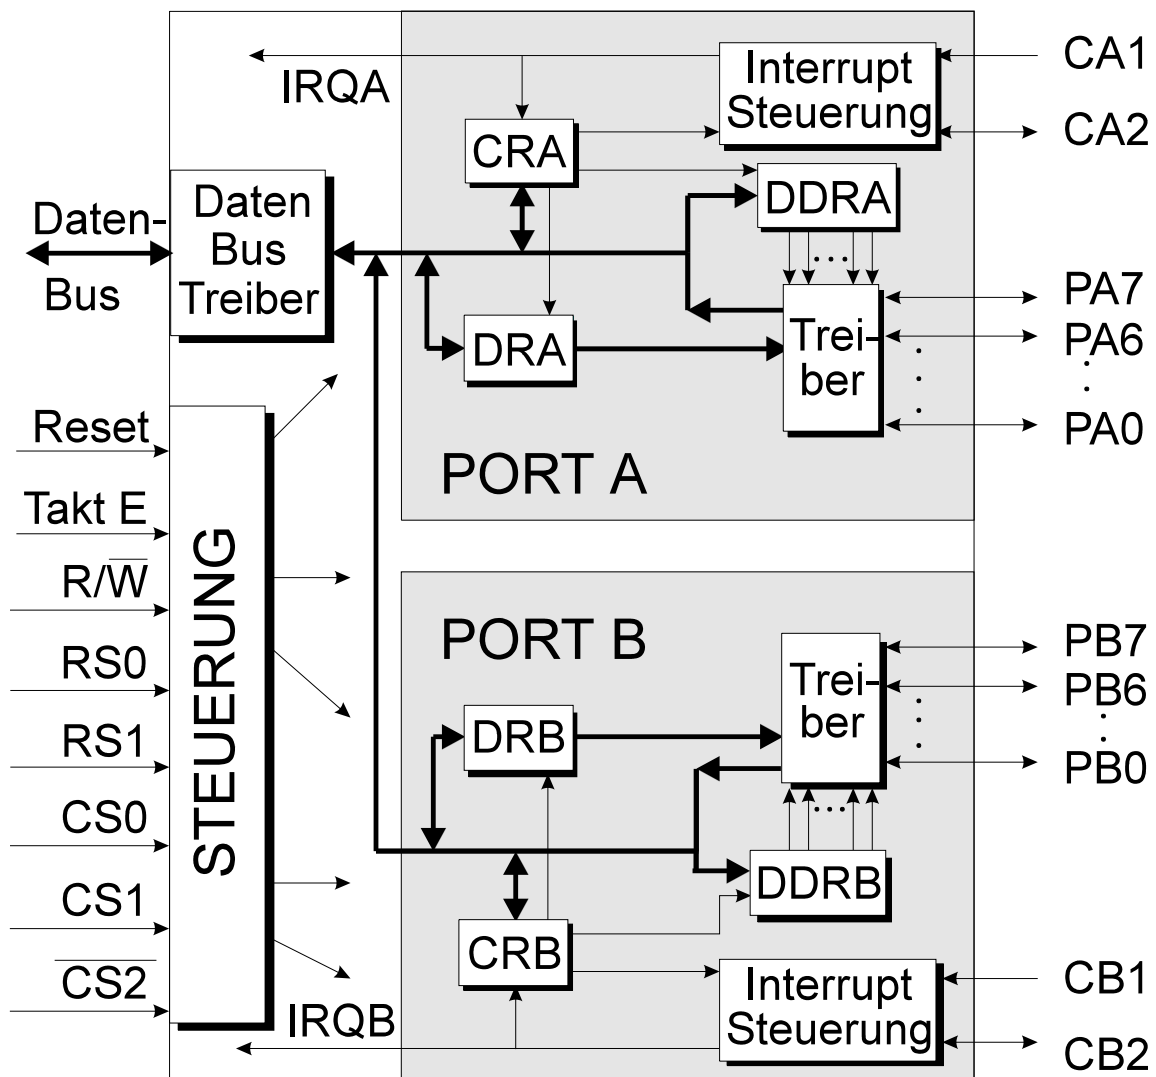 IRQA
Interrupt
Steuerung
CA1
CA2
CRA
DDRA
Daten-
Bus
Daten
Bus
Treiber
DRA
Trei-
ber
PA7
PA6
PA0
PORT A
Reset
Takt E
R/W̅
RS0
RS1
CS0
CS1
C̅S̅2̅
STEUERUNG
PORT B
Trei-
ber
PB7
PB6
PB0
DRB
DDRB
CRB
Interrupt
Steuerung
CB1
CB2
IRQB